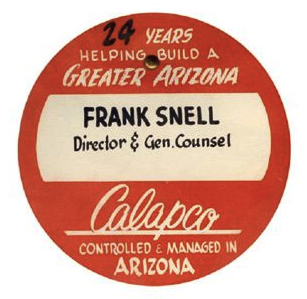 24 YEARS
HELPING BUILD A
GREATER ARIZONA
FRANK SNELL
Director & Gen. Counsel
Calapco
CONTROLLED & MANAGED IN
ARIZONA